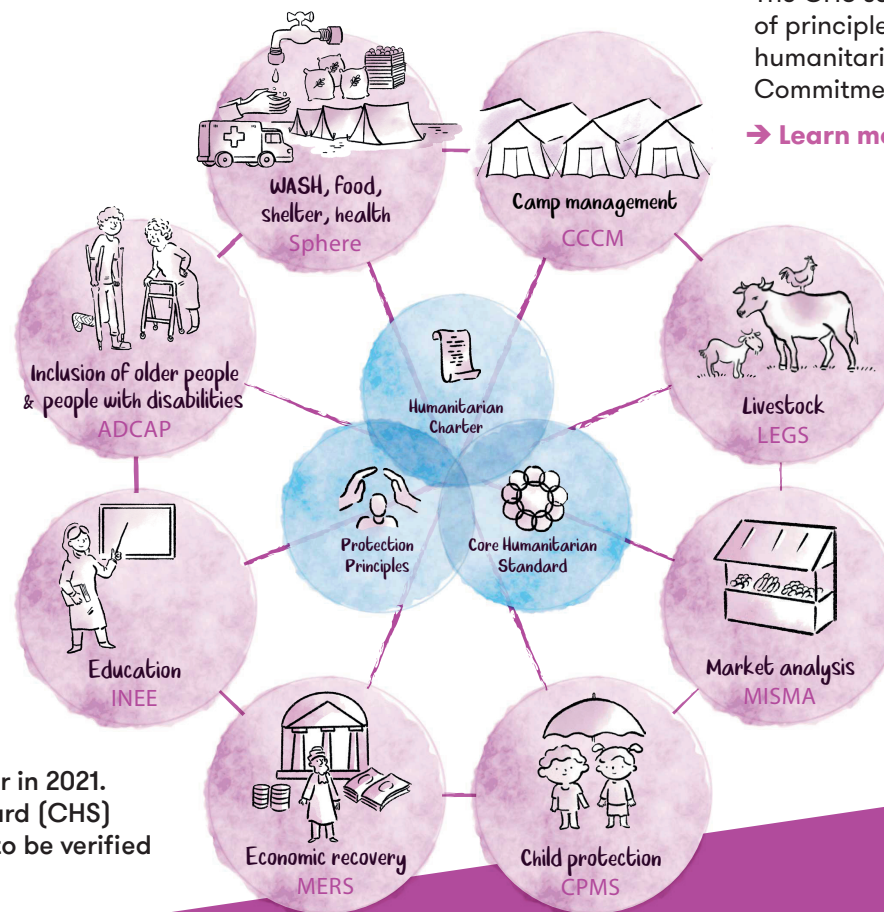 of principle
humanitari
Commitme
→ Learn mo
WASH, food,
shelter, health
Sphere
Camp management
CCCM
Inclusion of older people
& people with disabilities
ADCAP
Livestock
LEGS
Humanitarian
Charter
Protection
Principles
Core Humanitarian
Standard
Education
INEE
Market analysis
MISMA
r in 2021.
ard (CHS)
to be verified
Economic recovery
MERS
Child protection
CPMS